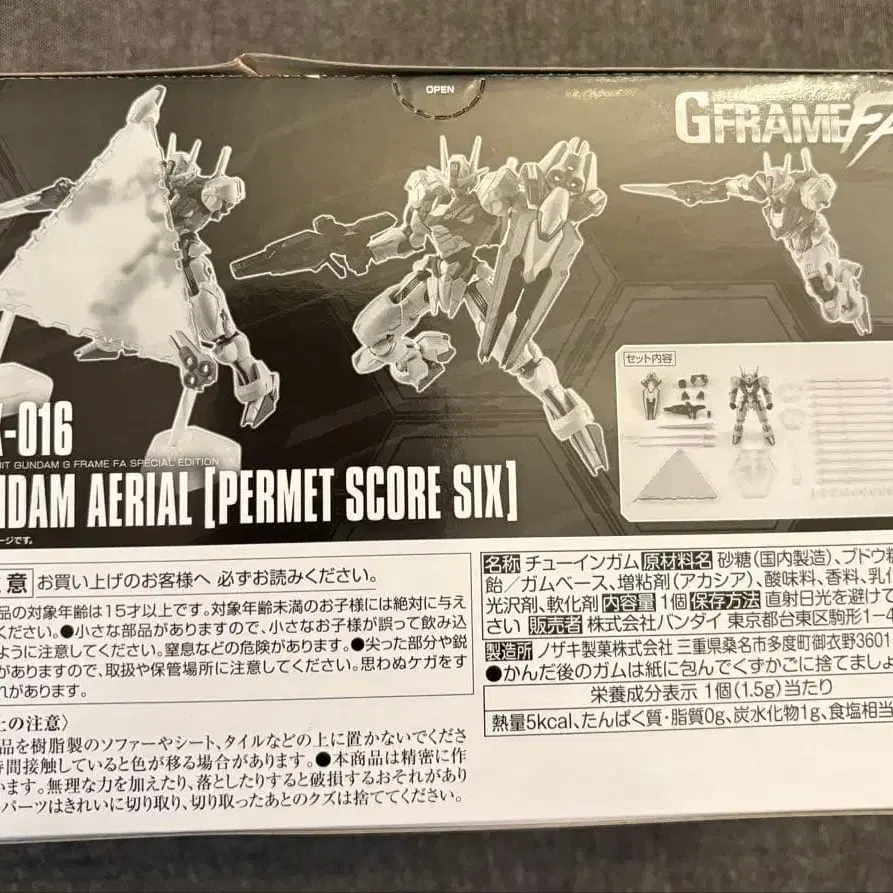 OPEN
GFRAMEFA
セット内容
-016
GUNDAM G FRAME FA SPECIAL EDITION
NDAM AERIAL [PERMET SCORE SIX]
ージです。
意 お買い上げのお客様へ 必ずお読みください。
品の対象年齢は15才以上です。対象年齢未満のお子様には絶対に与え
ください。●小さな部品がありますので、小さなお子様が誤って飲み込
ように注意してください。窒息などの危険があります。●尖った部分や鋭
がありますので、取扱や保管場所に注意してください。思わぬケガをす
れがあります。
上の注意〉
品を樹脂製のソファーやシート、タイルなどの上に置かないでくださ
時間接触していると色が移る場合があります。●本商品は精密に作
います。無理な力を加えたり、落としたりすると破損するおそれがあり
パーツはきれいに切り取り、切り取ったあとのクズは捨ててください。
名称 チューインガム 原材料名 砂糖(国内製造)、ブドウ糖
飴/ガムベース、増粘剤(アカシア)、酸味料、香料、乳化
光沢剤、軟化剤 内容量 1個 保存方法 直射日光を避けて
さい 販売者 株式会社バンダイ 東京都台東区駒形1-4
製造所 ノザキ製菓株式会社 三重県桑名市多度町御衣野3601
●かんだ後のガムは紙に包んでくずかごに捨てましょ
栄養成分表示 1個(1.5g)当たり
熱量5kcal、たんぱく質・脂質0g、炭水化物1g、食塩相当